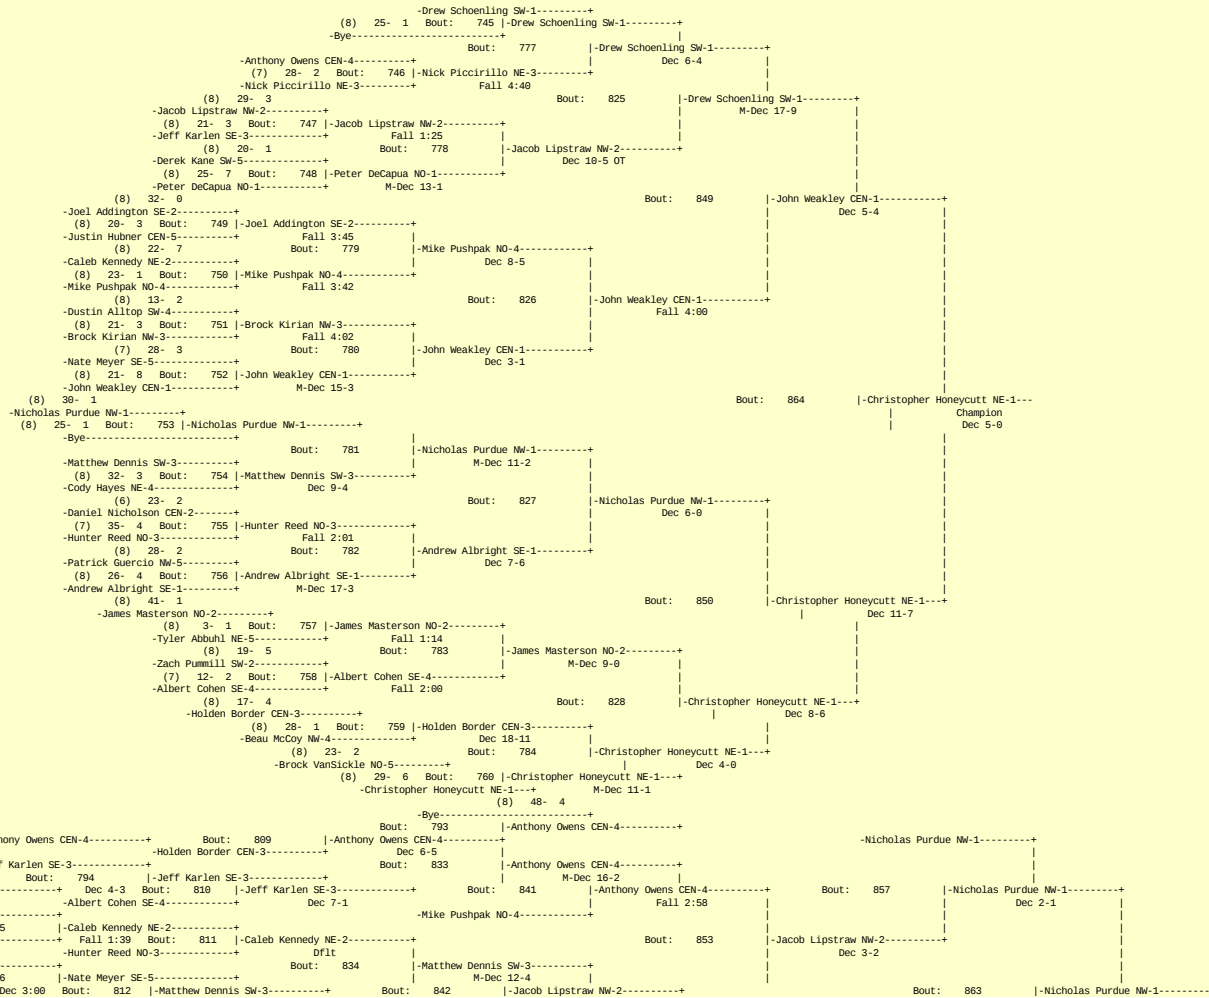 -Drew Schoenling SW-1---------+
(8) 25- 1 Bout: 745 |-Drew Schoenling SW-1---------+
-Bye-------------------------+ |
Bout: 777 |-Drew Schoenling SW-1---------+
-Anthony Owens CEN-4----------+ | Dec 6-4 |
(7) 28- 2 Bout: 746 |-Nick Piccirillo NE-3----------+ |
-Nick Piccirillo NE-3---------+ Fall 4:40 |
(8) 29- 3 Bout: 825 |-Drew Schoenling SW-1---------+
-Jacob Lipstraw NW-2----------+ | M-Dec 17-9 |
(8) 21- 3 Bout: 747 |-Jacob Lipstraw NW-2----------+ | |
-Jeff Karlen SE-3-------------+ Fall 1:25 | | |
(8) 20- 1 Bout: 778 |-Jacob Lipstraw NW-2----------+ |
-Derek Kane SW-5--------------+ | Dec 10-5 OT |
(8) 25- 7 Bout: 748 |-Peter DeCapua NO-1-----------+ |
-Peter DeCapua NO-1-----------+ M-Dec 13-1 |
(8) 32- 0 Bout: 849 |-John Weakley CEN-1-----------+
-Joel Addington SE-2----------+ | Dec 5-4 |
(8) 20- 3 Bout: 749 |-Joel Addington SE-2----------+ | |
-Justin Hubner CEN-5----------+ Fall 3:45 | | |
(8) 22- 7 Bout: 779 |-Mike Pushpak NO-4------------+ | |
-Caleb Kennedy NE-2-----------+ | Dec 8-5 | | |
(8) 23- 1 Bout: 750 |-Mike Pushpak NO-4------------+ | | |
-Mike Pushpak NO-4------------+ Fall 3:42 | | |
(8) 13- 2 Bout: 826 |-John Weakley CEN-1-----------+ |
-Dustin Alltop SW-4-----------+ | Fall 4:00 |
(8) 21- 3 Bout: 751 |-Brock Kirian NW-3------------+ | |
-Brock Kirian NW-3------------+ Fall 4:02 | | |
(7) 28- 3 Bout: 780 |-John Weakley CEN-1-----------+ |
-Nate Meyer SE-5--------------+ | Dec 3-1 |
(8) 21- 8 Bout: 752 |-John Weakley CEN-1-----------+ |
-John Weakley CEN-1-----------+ M-Dec 15-3 |
(8) 30- 1 Bout: 864 |-Christopher Honeycutt NE-1---
-Nicholas Purdue NW-1---------+ | Champion
(8) 25- 1 Bout: 753 |-Nicholas Purdue NW-1---------+ | Dec 5-0
-Bye-------------------------+ | |
Bout: 781 |-Nicholas Purdue NW-1---------+ |
-Matthew Dennis SW-3----------+ | M-Dec 11-2 | |
(8) 32- 3 Bout: 754 |-Matthew Dennis SW-3----------+ | |
-Cody Hayes NE-4--------------+ Dec 9-4 | |
(6) 23- 2 Bout: 827 |-Nicholas Purdue NW-1---------+ |
-Daniel Nicholson CEN-2-------+ | Dec 6-0 | |
(7) 35- 4 Bout: 755 |-Hunter Reed NO-3-------------+ | | |
-Hunter Reed NO-3-------------+ Fall 2:01 | | | |
(8) 28- 2 Bout: 782 |-Andrew Albright SE-1---------+ | |
-Patrick Guercio NW-5---------+ | Dec 7-6 | |
(8) 26- 4 Bout: 756 |-Andrew Albright SE-1---------+ | |
-Andrew Albright SE-1---------+ M-Dec 17-3 | |
(8) 41- 1 Bout: 850 |-Christopher Honeycutt NE-1---+
-James Masterson NO-2---------+ | Dec 11-7
(8) 3- 1 Bout: 757 |-James Masterson NO-2---------+ |
-Tyler Abbuhl NE-5------------+ Fall 1:14 | |
(8) 19- 5 Bout: 783 |-James Masterson NO-2---------+ |
-Zach Pummill SW-2------------+ | M-Dec 9-0 | |
(7) 12- 2 Bout: 758 |-Albert Cohen SE-4------------+ | |
-Albert Cohen SE-4------------+ Fall 2:00 | |
(8) 17- 4 Bout: 828 |-Christopher Honeycutt NE-1---+
-Holden Border CEN-3----------+ | Dec 8-6
(8) 28- 1 Bout: 759 |-Holden Border CEN-3----------+ |
-Beau McCoy NW-4--------------+ Dec 18-11 | |
(8) 23- 2 Bout: 784 |-Christopher Honeycutt NE-1---+
-Brock VanSickle NO-5---------+ | Dec 4-0
(8) 29- 6 Bout: 760 |-Christopher Honeycutt NE-1---+
-Christopher Honeycutt NE-1---+ M-Dec 11-1
(8) 48- 4
-Bye-------------------------+
Bout: 793 |-Anthony Owens CEN-4----------+
hony Owens CEN-4----------+ Bout: 809 |-Anthony Owens CEN-4----------+ -Nicholas Purdue NW-1---------+
-Holden Border CEN-3----------+ Dec 6-5 | |
f Karlen SE-3-------------+ Bout: 833 |-Anthony Owens CEN-4----------+ |
Bout: 794 |-Jeff Karlen SE-3-------------+ | M-Dec 16-2 | |
----------+ Dec 4-3 Bout: 810 |-Jeff Karlen SE-3-------------+ Bout: 841 |-Anthony Owens CEN-4----------+ Bout: 857 |-Nicholas Purdue NW-1---------+
-Albert Cohen SE-4------------+ Dec 7-1 | Fall 2:58 | | Dec 2-1 |
----------+ -Mike Pushpak NO-4------------+ | | |
5 |-Caleb Kennedy NE-2-----------+ | | |
----------+ Fall 1:39 Bout: 811 |-Caleb Kennedy NE-2-----------+ Bout: 853 |-Jacob Lipstraw NW-2----------+ |
-Hunter Reed NO-3-------------+ Dflt | | Dec 3-2 |
----------+ Bout: 834 |-Matthew Dennis SW-3----------+ | |
6 |-Nate Meyer SE-5--------------+ | M-Dec 12-4 | | |
Dec 3:00 Bout: 812 |-Matthew Dennis SW-3----------+ Bout: 842 |-Jacob Lipstraw NW-2----------+ Bout: 863 |-Nicholas Purdue NW-1---------